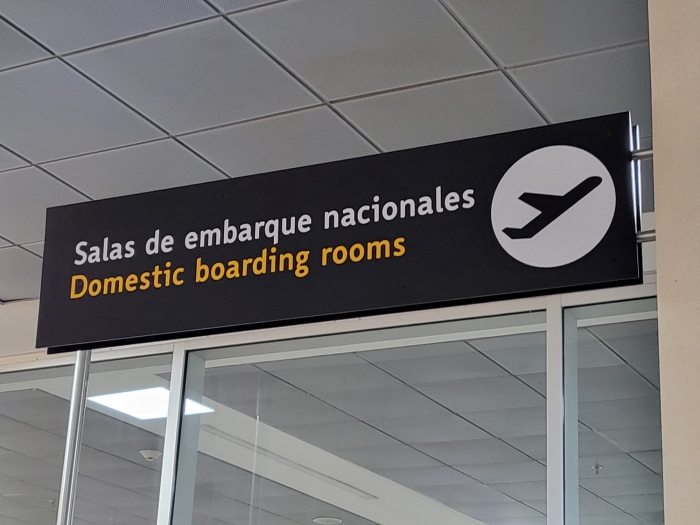 Salas de embarque nacionales
Domestic boarding rooms